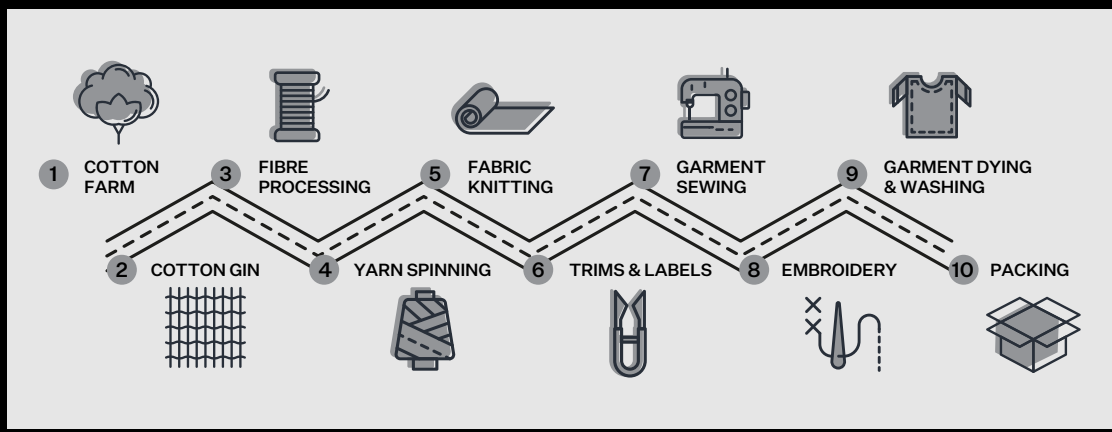 1 COTTON
FARM
2 COTTON GIN
3 FIBRE
PROCESSING
4 YARN SPINNING
5 FABRIC
KNITTING
6 TRIMS & LABELS
7 GARMENT
SEWING
8 EMBROIDERY
9 GARMENT DYING
& WASHING
10 PACKING